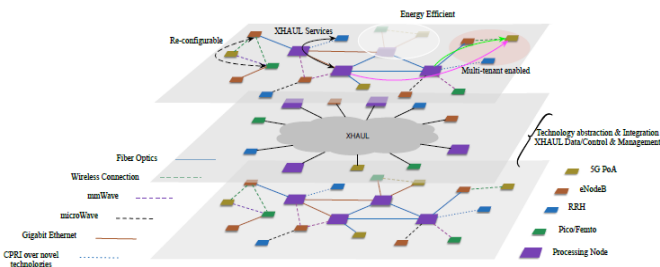 Energy Efficient
XHAUL Services
Re-configurable
Multi-tenant enabled
XHAUL
Technology abstraction & Integration
XHAUL Data/Control & Management
Fiber Optics
Wireless Connection
mmWave
microWave
Gigabit Ethernet
CPRI over novel
technologies
5G PoA
eNodeB
RRH
Pico/Femto
Processing Node